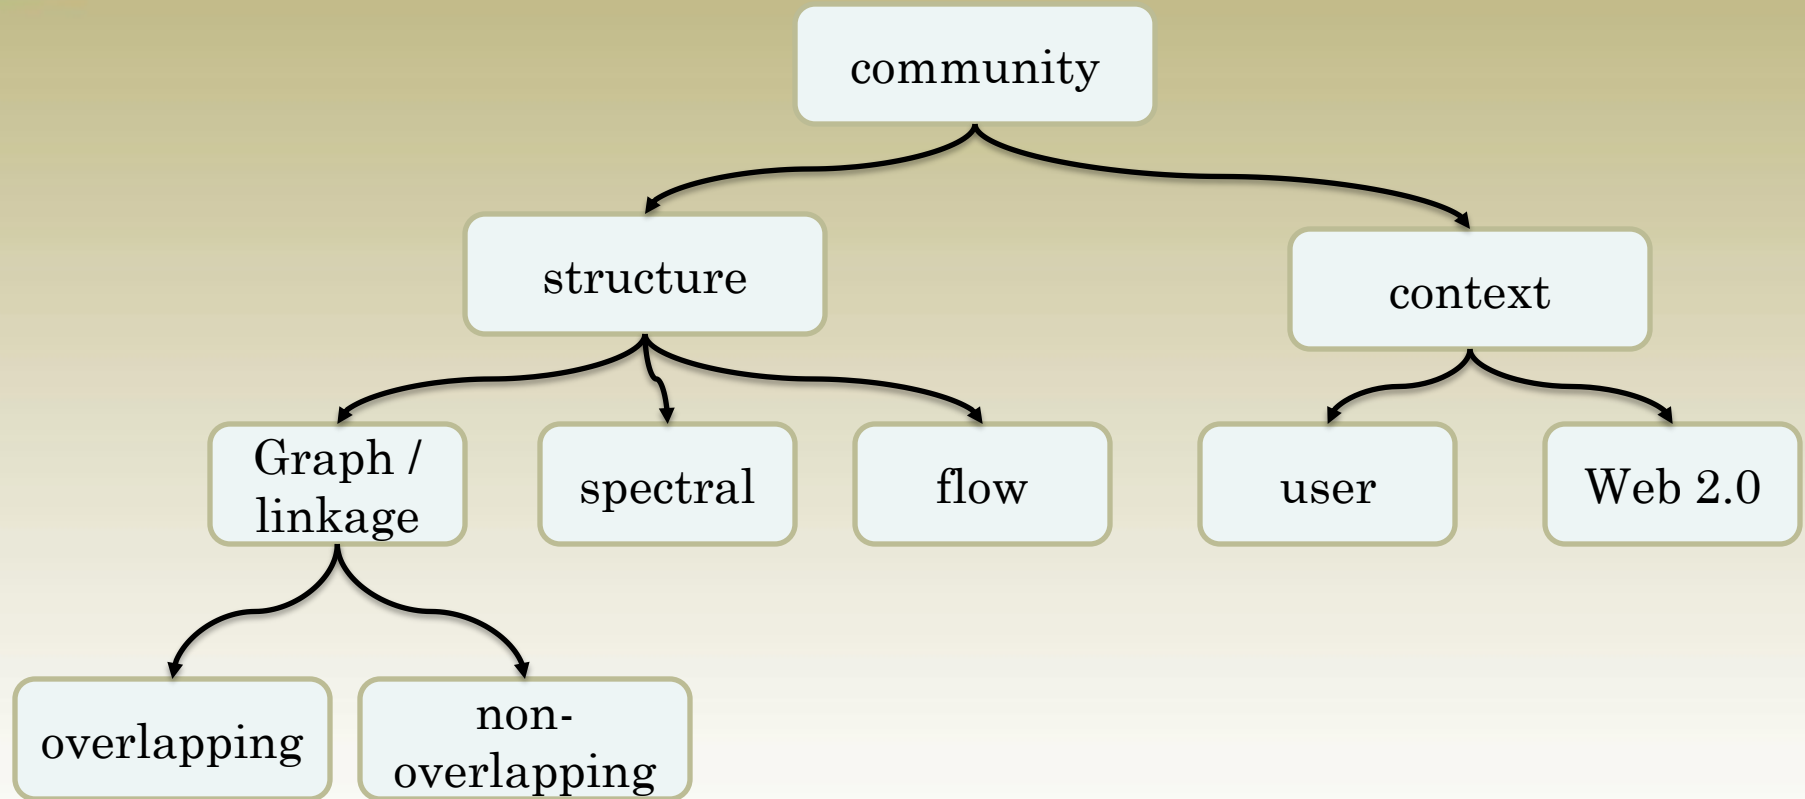 community
structure
context
Graph /
linkage
spectral
flow
user
Web 2.0
overlapping
non-
overlapping